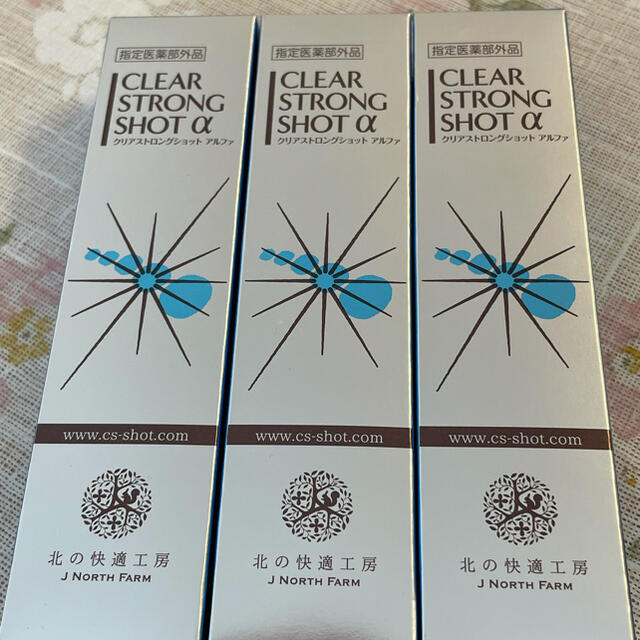 指定医薬部外品
CLEAR
STRONG
SHOT α
クリアストロングショット アルファ
www.cs-shot.com
北の快適工房
J NORTH FARM
指定医薬部外品
CLEAR
STRONG
SHOT α
クリアストロングショット アルファ
www.cs-shot.com
北の快適工房
J NORTH FARM
指定医薬部外品
CLEAR
STRONG
SHOT α
クリアストロングショット アルファ
www.cs-shot.com
北の快適工房
J NORTH FARM